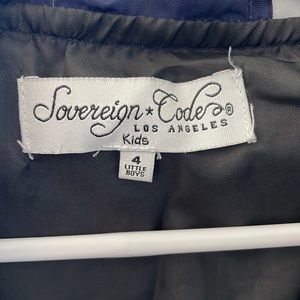 Sovereign ★ Code®
LOS ANGELES
Kids
4
LITTLE
BOYS